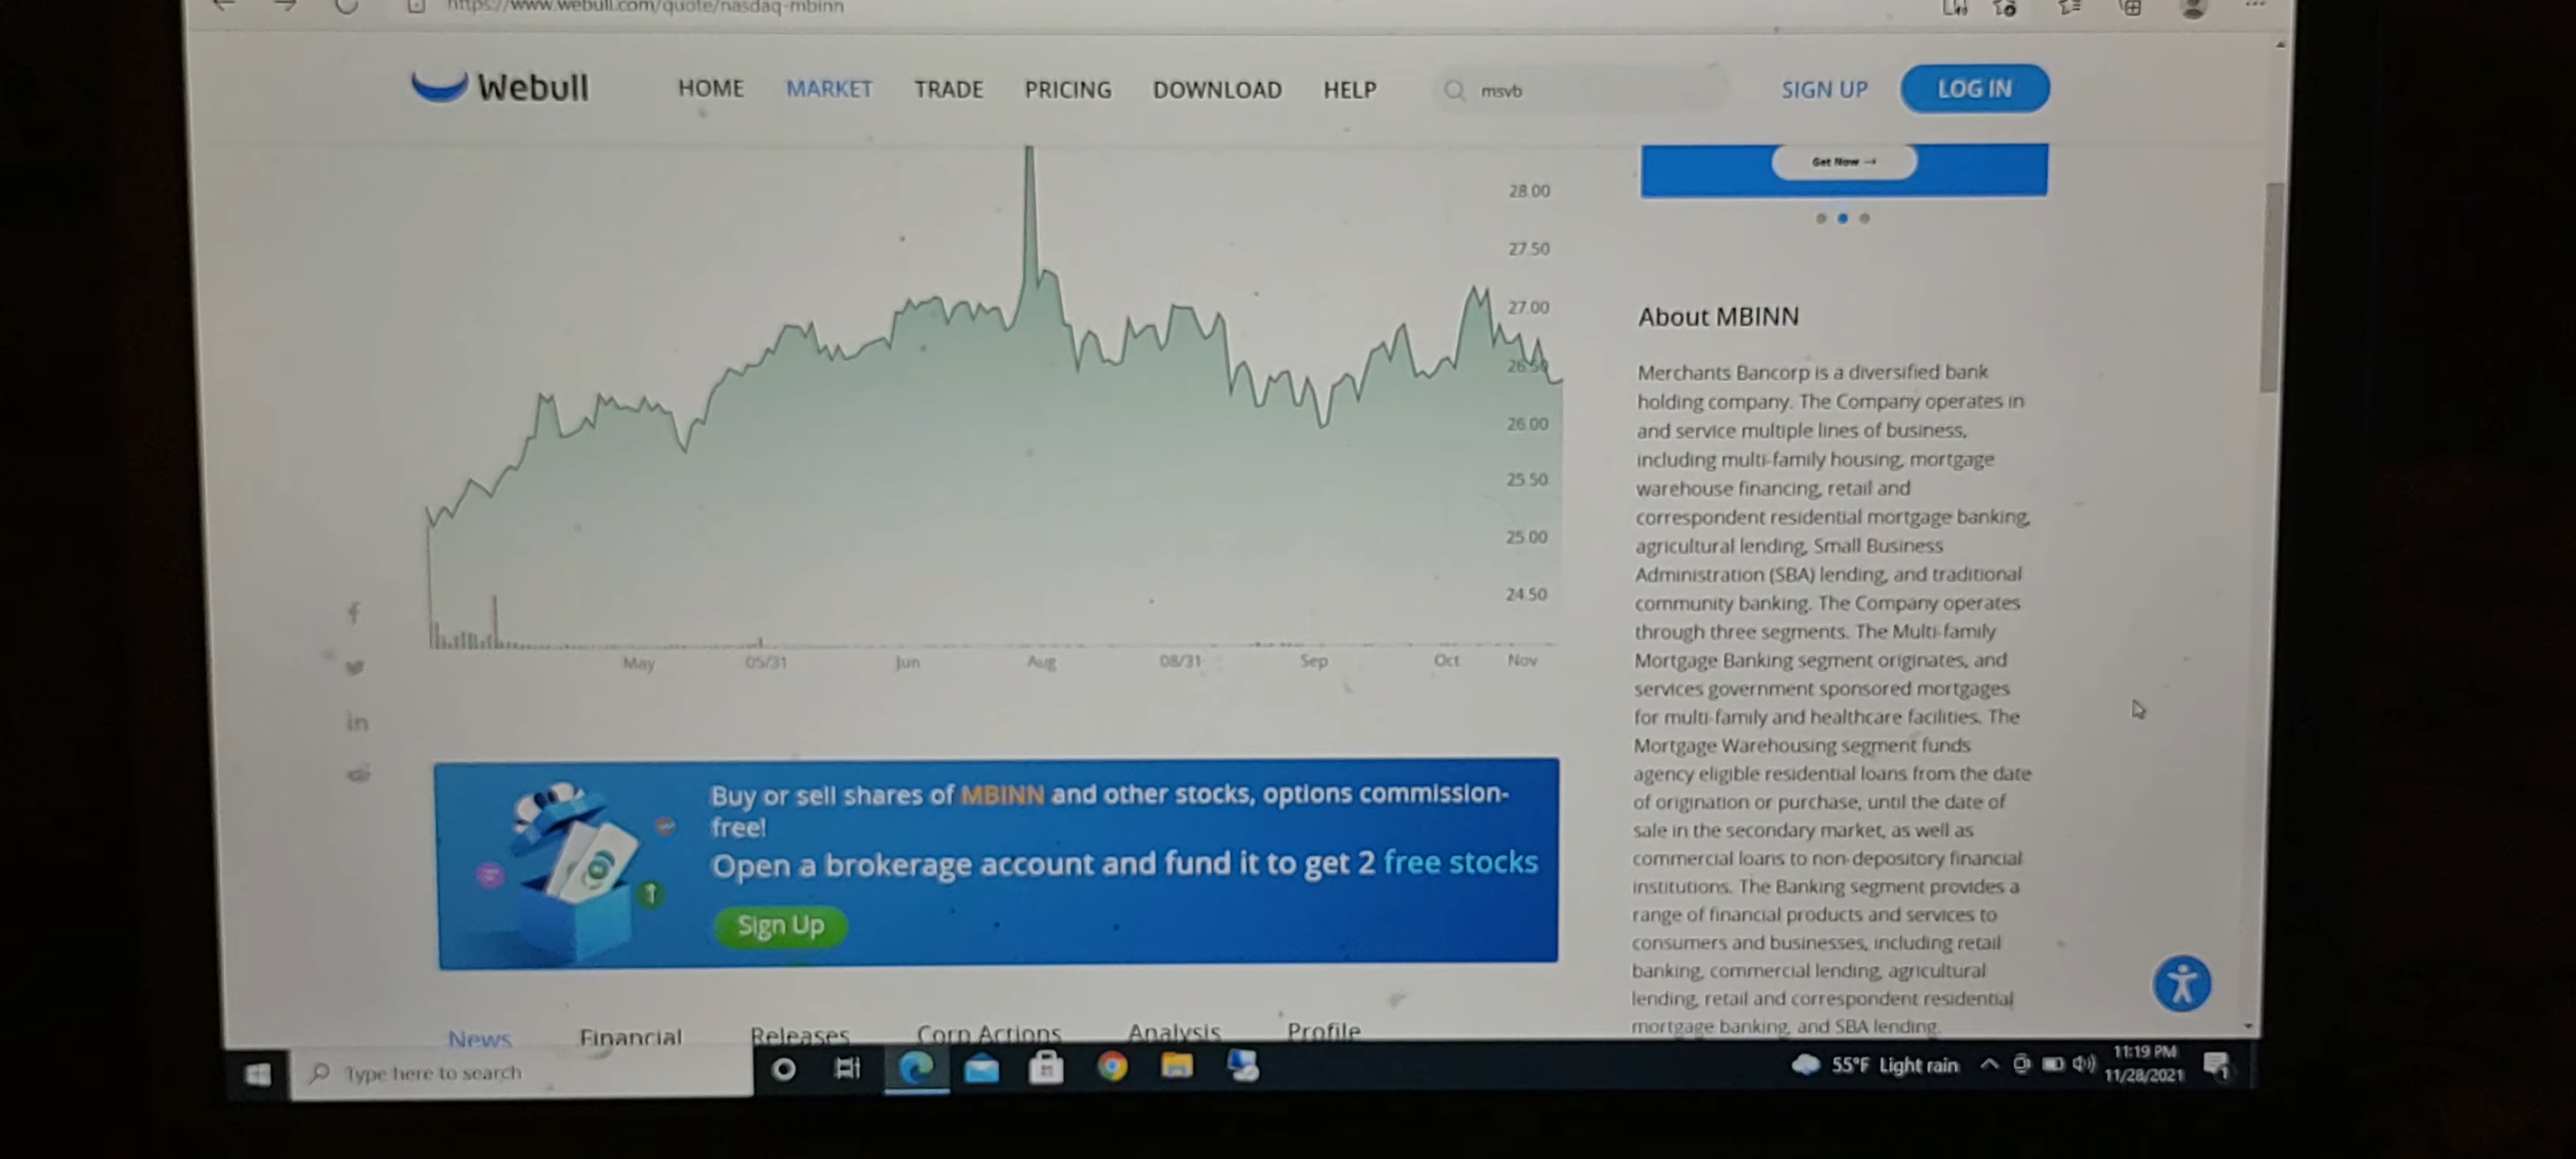 https://www.webull.com/quote/nasdaq-mbinn
Webull
HOME
MARKET
TRADE
PRICING
DOWNLOAD
HELP
msvb
SIGN UP
LOG IN
28.00
27.50
27.00
26.50
26.00
25.50
25.00
24.50
May
05/31
Jun
Aug
08/31
Sep
Oct
Nov
Get Now →
About MBINN
Merchants Bancorp is a diversified bank
holding company. The Company operates in
and service multiple lines of business,
including multi-family housing, mortgage
warehouse financing, retail and
correspondent residential mortgage banking,
agricultural lending, Small Business
Administration (SBA) lending, and traditional
community banking. The Company operates
through three segments. The Multi-family
Mortgage Banking segment originates, and
services government sponsored mortgages
for multi-family and healthcare facilities. The
Mortgage Warehousing segment funds
agency eligible residential loans from the date
of origination or purchase, until the date of
sale in the secondary market, as well as
commercial loans to non-depository financial
institutions. The Banking segment provides a
range of financial products and services to
consumers and businesses, including retail
banking, commercial lending, agricultural
lending, retail and correspondent residential
mortgage banking, and SBA lending.
f
in
Buy or sell shares of MBINN and other stocks, options commission-
free!
Open a brokerage account and fund it to get 2 free stocks
Sign Up
News
Financial
Releases
Corp Actions
Analysis
Profile
Type here to search
55°F Light rain
11:19 PM
11/28/2021
1